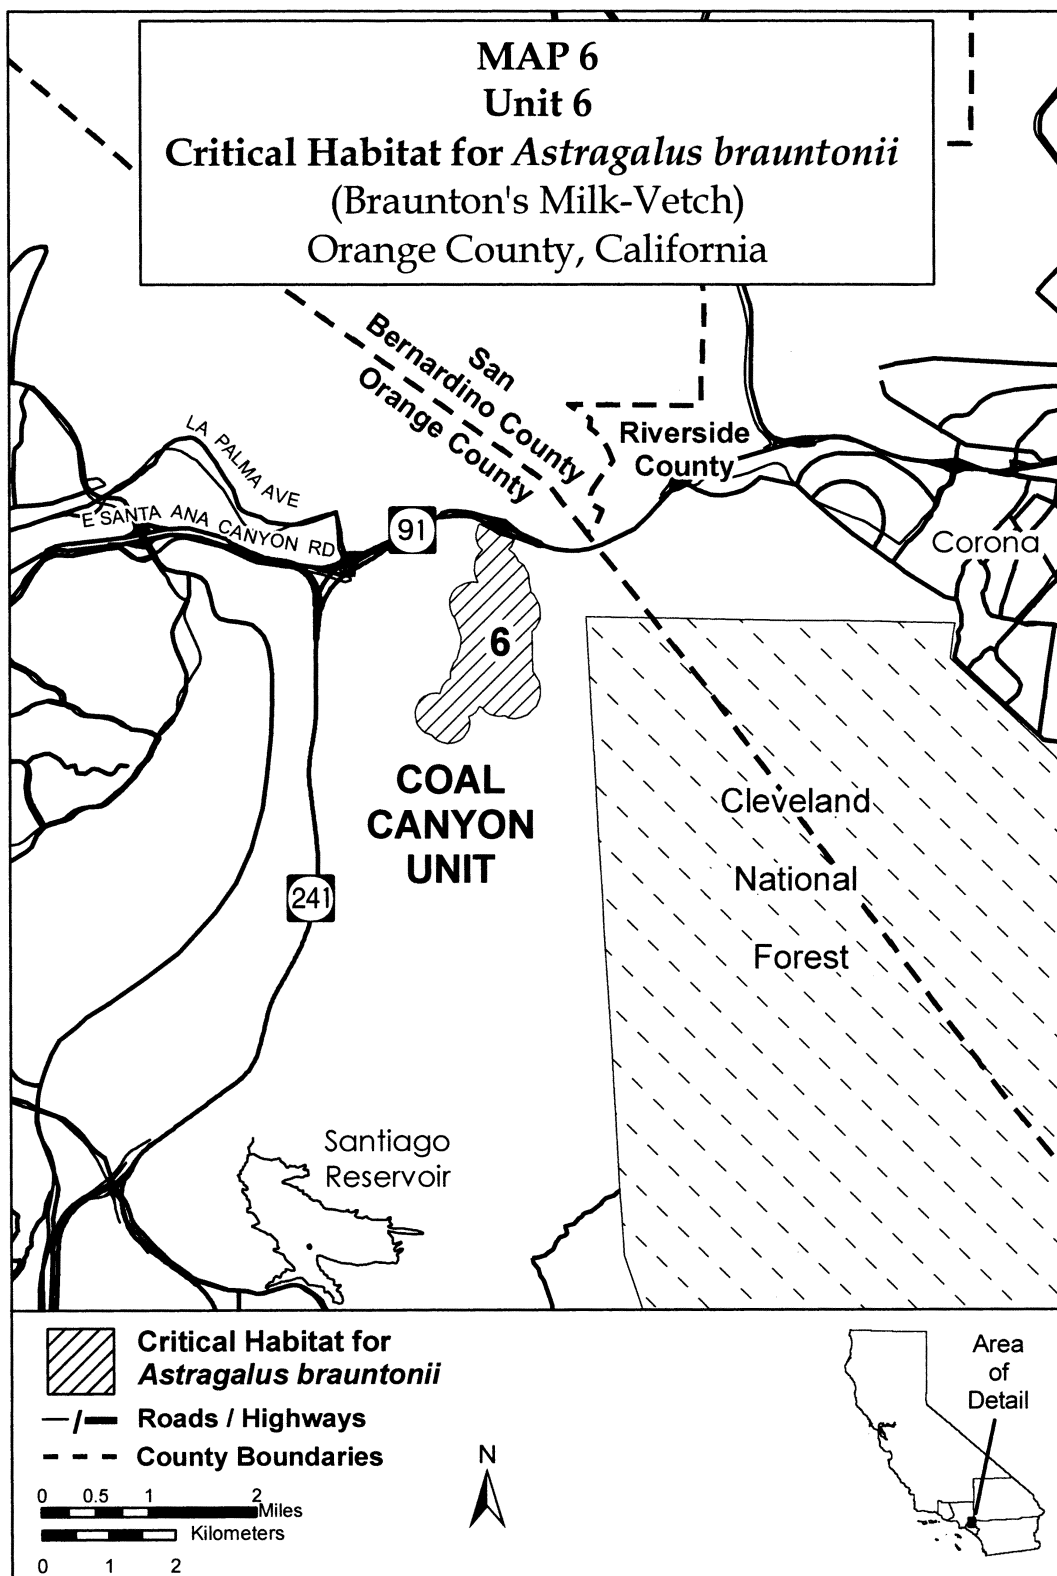 MAP 6
Unit 6
Critical Habitat for Astragalus brauntonii
(Braunton's Milk-Vetch)
Orange County, California
San
Bernardino County
Orange County
Riverside
County
LA PALMA AVE
E SANTA ANA CANYON RD
91
Corona
6
COAL
CANYON
UNIT
Cleveland
National
Forest
241
Santiago
Reservoir
Critical Habitat for
Astragalus brauntonii
Roads / Highways
County Boundaries
0 0.5 1 2
Miles
Kilometers
0 1 2
N
Area
of
Detail